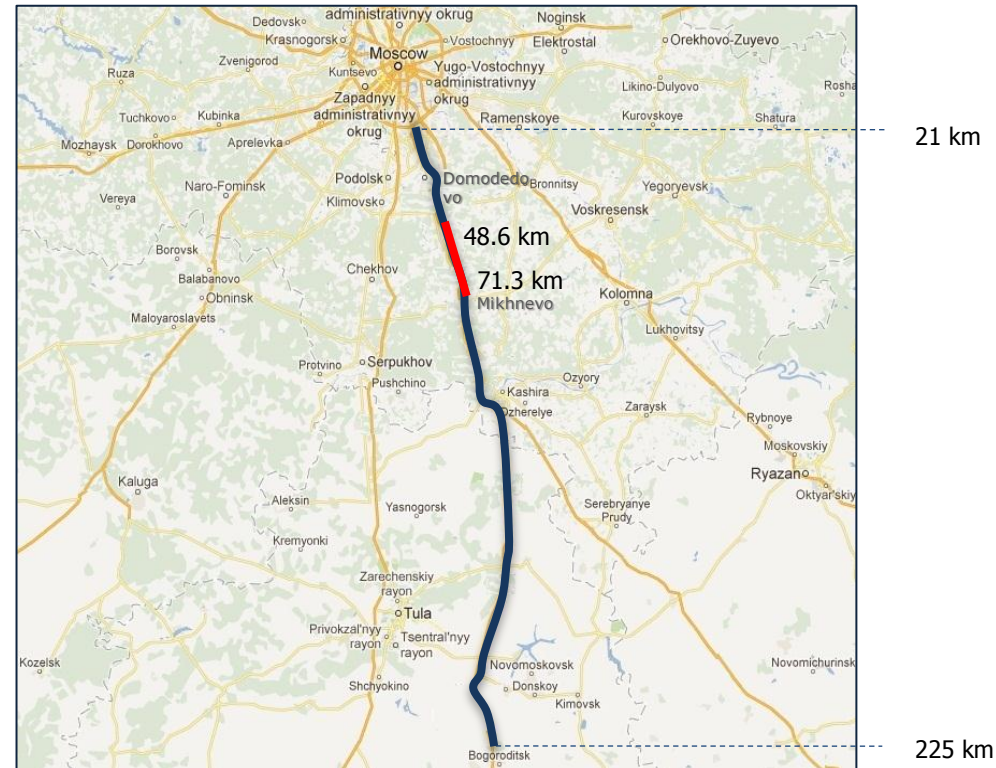 administrativnyy okrug
Dedovsk
Noginsk
Krasnogorsk
Vostochnyy
Elektrostal
Orekhovo-Zuyevo
Moscow
Zvenigorod
Ruza
Kuntsevo
Yugo-Vostochnyy
administrativnyy
okrug
Likino-Dulyovo
Rosha
Zapadnyy
administrativnyy
okrug
Tuchkovo
Kubinka
Ramenskoye
Kurovskoye
Shatura
21 km
Mozhaysk
Dorokhovo
Aprelevka
Podolsk
Domodedo
vo
Bronnitsy
Naro-Fominsk
Yegoryevsk
Vereya
Klimovsk
Voskresensk
48.6 km
Borovsk
Balabanovo
Chekhov
71.3 km
Obninsk
Mikhnevo
Kolomna
Maloyaroslavets
Lukhovitsy
Protvino
Serpukhov
Pushchino
Ozyory
Kashira
Ozherelye
Zaraysk
Rybnoye
Moskovskiy
Ryazan
Kaluga
Oktyar'skiy
Aleksin
Yasnogorsk
Serebryanye
Prudy
Kremyonki
Zarechenskiy
rayon
Tula
Privokzal'nyy
rayon
Tsentral'nyy
rayon
Kozelsk
Novomoskovsk
Novomichurinsk
Shchyokino
Donskoy
Kimovsk
Bogoroditsk
225 km